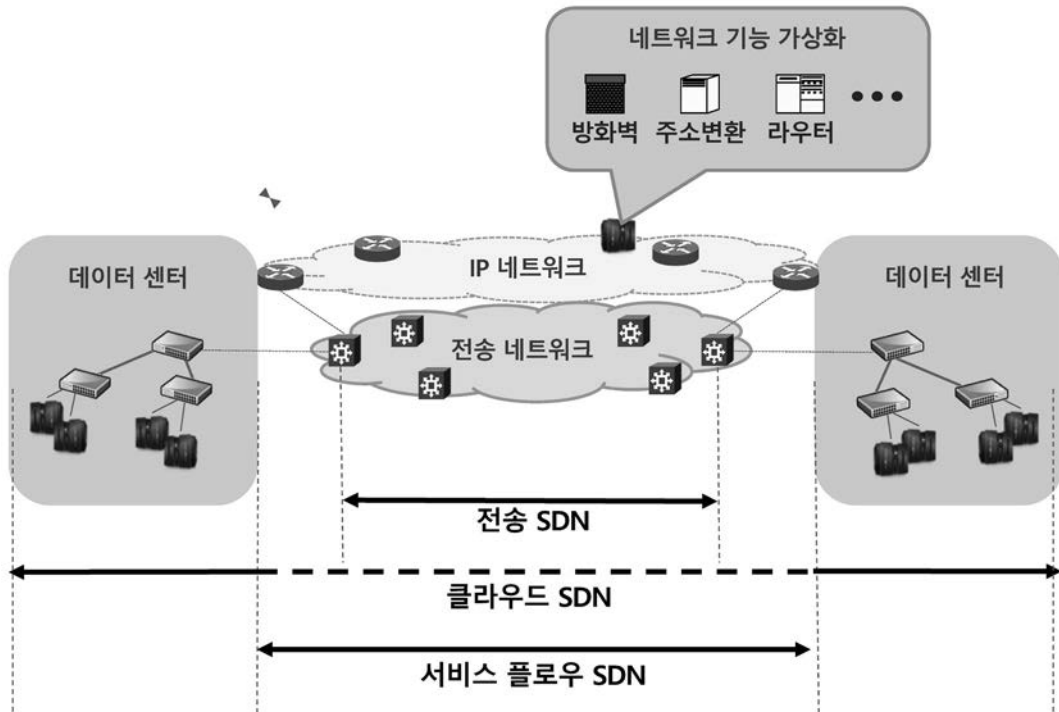 네트워크 기능 가상화
방화벽 주소변환 라우터 •••
데이터 센터
IP 네트워크
데이터 센터
전송 네트워크
전송 SDN
클라우드 SDN
서비스 플로우 SDN